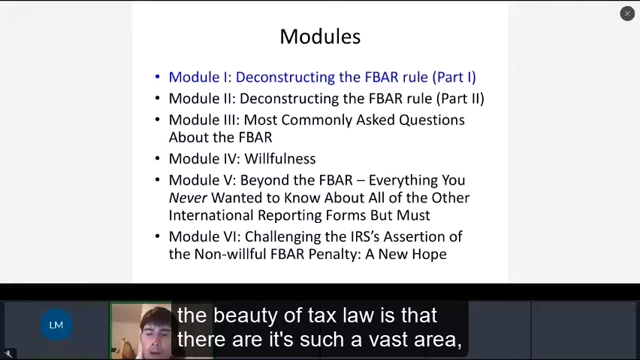 Modules
• Module I: Deconstructing the FBAR rule (Part I)
• Module II: Deconstructing the FBAR rule (Part II)
• Module III: Most Commonly Asked Questions
About the FBAR
• Module IV: Willfulness
• Module V: Beyond the FBAR – Everything You
Never Wanted to Know About All of the Other
International Reporting Forms But Must
• Module VI: Challenging the IRS's Assertion of
the Non-willful FBAR Penalty: A New Hope
LM
the beauty of tax law is that
there are it's such a vast area,